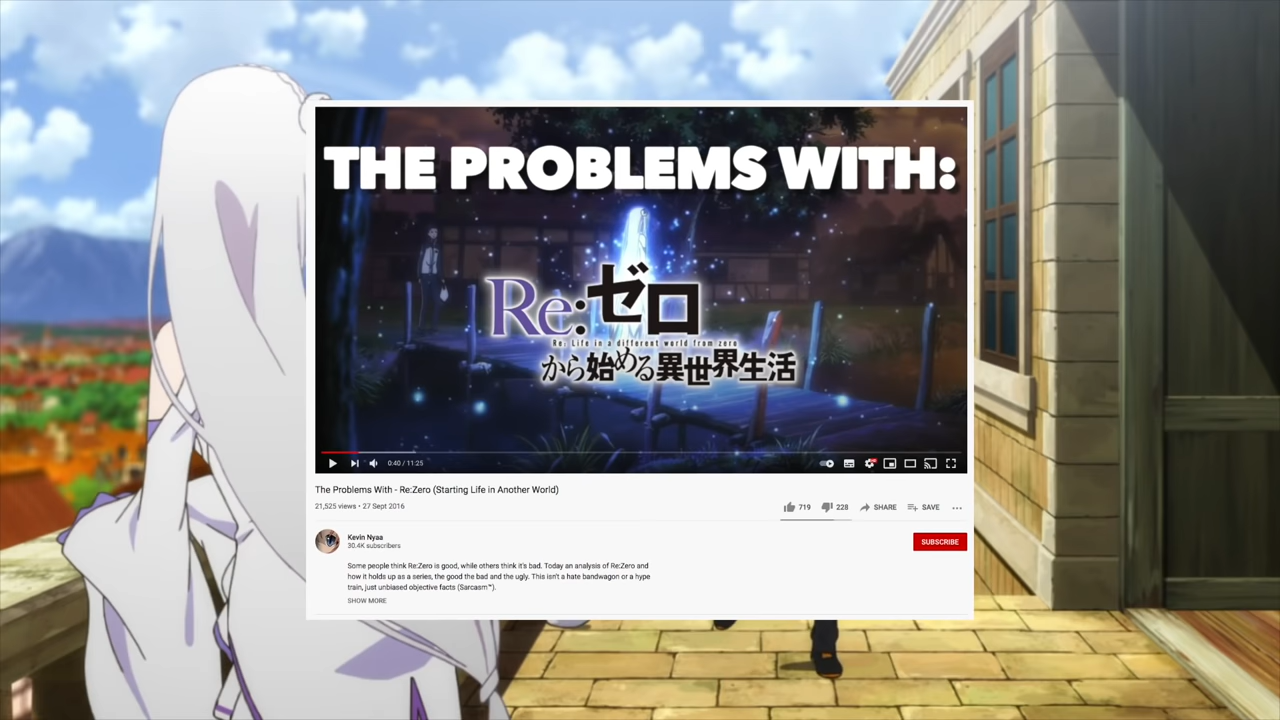 THE PROBLEMS WITH:
Re:ゼロ
Re: Life in a different world from zero
から始める異世界生活
0:40 / 11:25
The Problems With - Re:Zero (Starting Life in Another World)
21,525 views • 27 Sept 2016
719 228 SHARE SAVE ...
Kevin Nyaa
30.4K subscribers
SUBSCRIBE
Some people think Re:Zero is good, while others think it's bad. Today an analysis of Re:Zero and
how it holds up as a series, the good the bad and the ugly. This isn't a hate bandwagon or a hype
train, just unbiased objective facts (Sarcasm™).
SHOW MORE